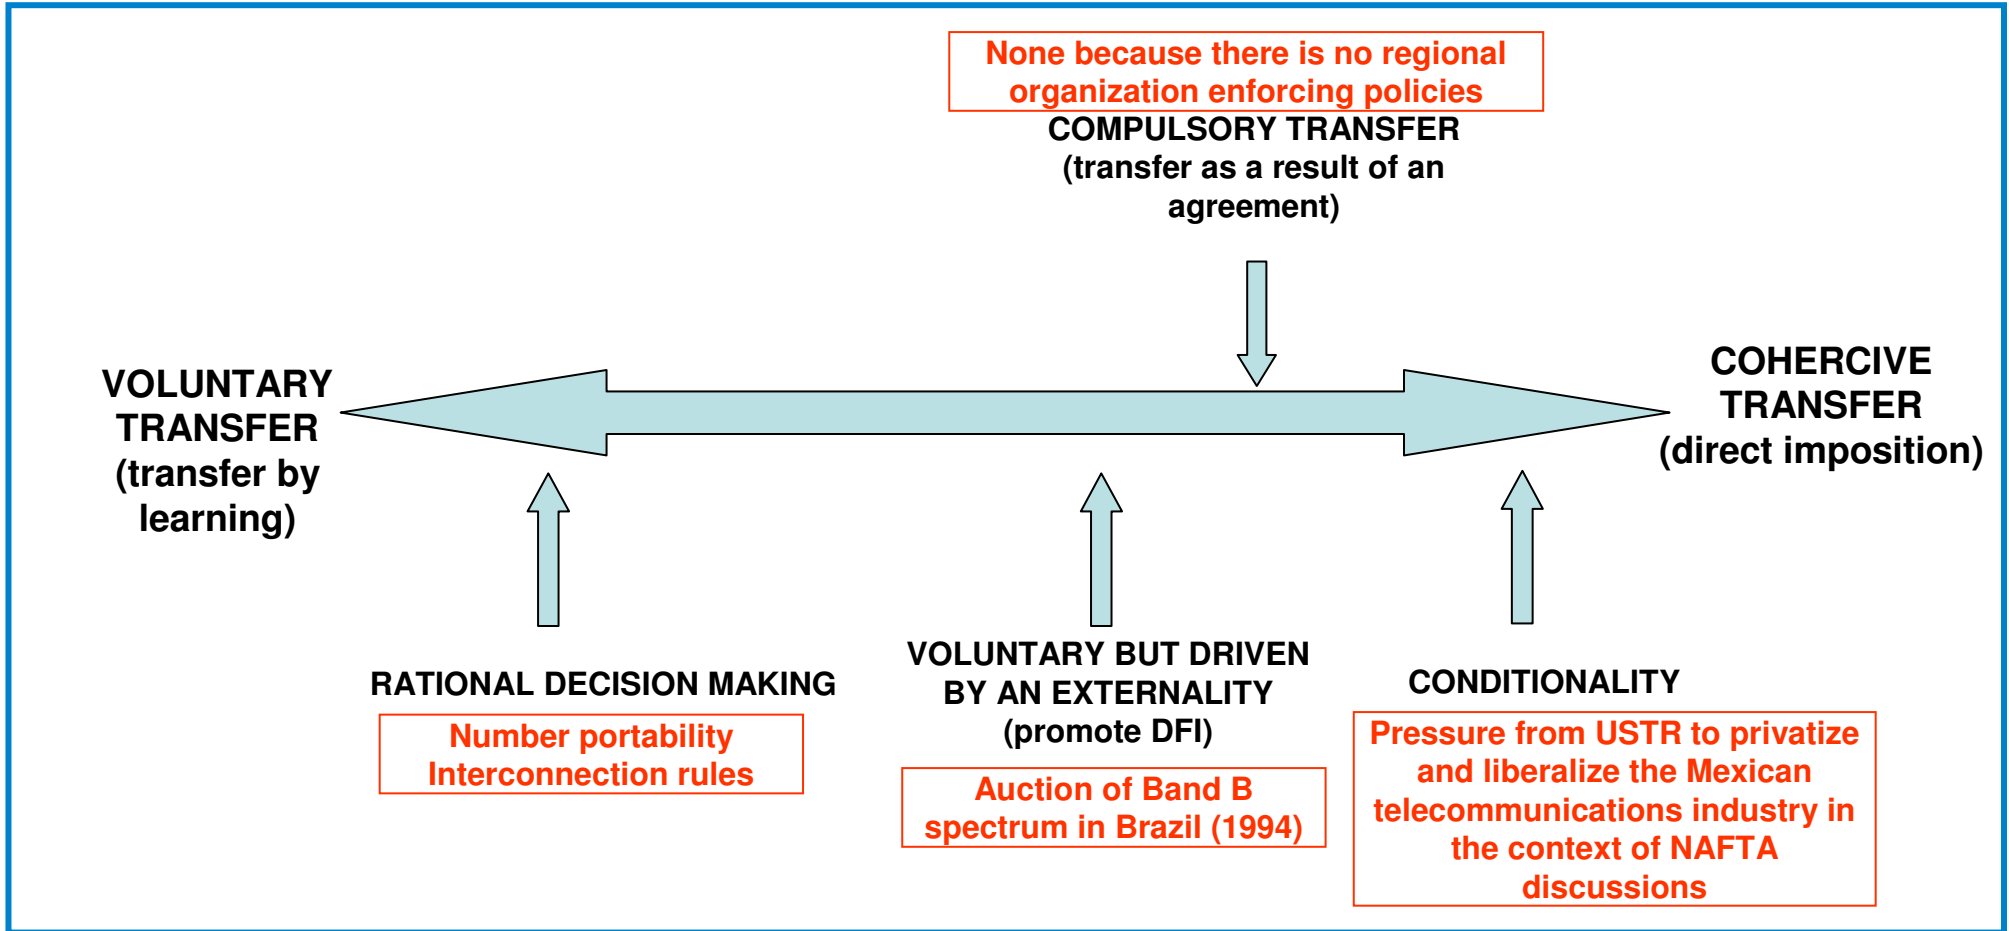 None because there is no regional
organization enforcing policies
COMPULSORY TRANSFER
(transfer as a result of an
agreement)
VOLUNTARY
TRANSFER
(transfer by
learning)
COHERCIVE
TRANSFER
(direct imposition)
RATIONAL DECISION MAKING
Number portability
Interconnection rules
VOLUNTARY BUT DRIVEN
BY AN EXTERNALITY
(promote DFI)
Auction of Band B
spectrum in Brazil (1994)
CONDITIONALITY
Pressure from USTR to privatize
and liberalize the Mexican
telecommunications industry in
the context of NAFTA
discussions